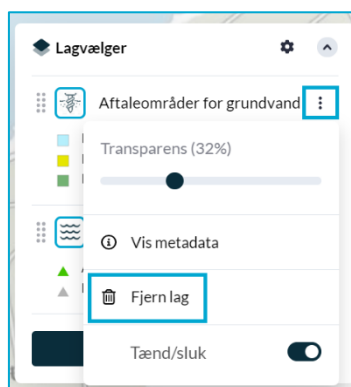 Lagvælger
Aftaleområder for grundvand
Transparens (32%)
Vis metadata
Fjern lag
Tænd/sluk